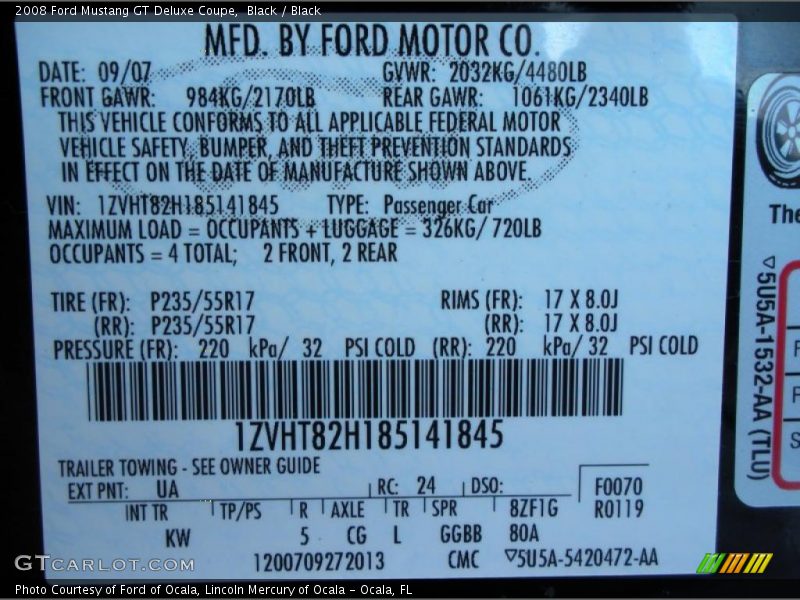 2008 Ford Mustang GT Deluxe Coupe,  Black / Black
MFD. BY FORD MOTOR CO.
DATE: 09/07 GVWR: 2032KG/4480LB
FRONT GAWR: 984KG/2170LB REAR GAWR: 1061KG/2340LB
THIS VEHICLE CONFORMS TO ALL APPLICABLE FEDERAL MOTOR
VEHICLE SAFETY, BUMPER, AND THEFT PREVENTION STANDARDS
IN EFFECT ON THE DATE OF MANUFACTURE SHOWN ABOVE.
VIN: 1ZVHT82H185141845 TYPE: Passenger Car
MAXIMUM LOAD = OCCUPANTS + LUGGAGE = 326KG/ 720LB
OCCUPANTS = 4 TOTAL; 2 FRONT, 2 REAR
TIRE (FR): P235/55R17 RIMS (FR): 17 X 8.0J
(RR): P235/55R17 (RR): 17 X 8.0J
PRESSURE (FR): 220 kPa/ 32 PSI COLD (RR): 220 kPa/ 32 PSI COLD
1ZVHT82H185141845
TRAILER TOWING - SEE OWNER GUIDE
EXT PNT: UA RC: 24 DSO: F0070
INT TR TP/PS R AXLE TR SPR 8ZF1G R0119
KW 5 CG L GGBB 80A
1200709272013 CMC ▽5U5A-5420472-AA
The
▽5U5A-1532-AA (TLU)
F
F
S
GTcarlot.com
Photo Courtesy of Ford of Ocala, Lincoln Mercury of Ocala - Ocala, FL